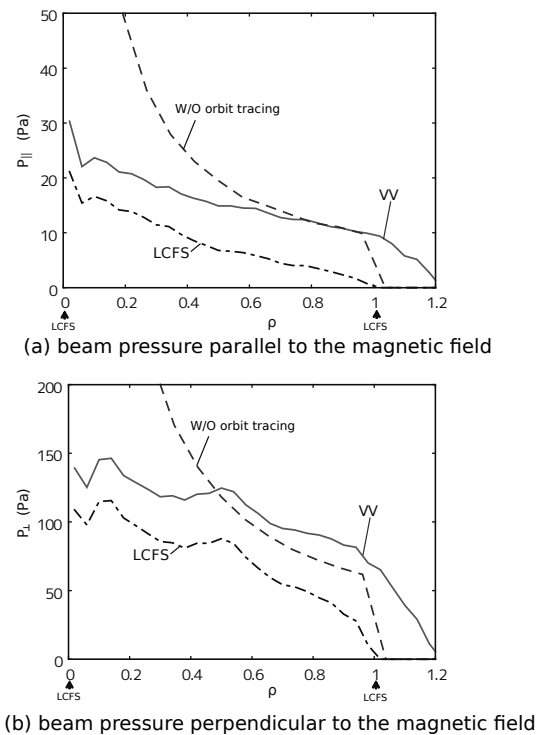 50
40
30
20
10
0
P|| (Pa)
W/O orbit tracing
VV
LCFS
0 0.2 0.4 0.6 0.8 1 1.2
LCFS ρ LCFS
(a) beam pressure parallel to the magnetic field
200
150
100
50
0
P⊥ (Pa)
W/O orbit tracing
VV
LCFS
0 0.2 0.4 0.6 0.8 1 1.2
LCFS ρ LCFS
(b) beam pressure perpendicular to the magnetic field